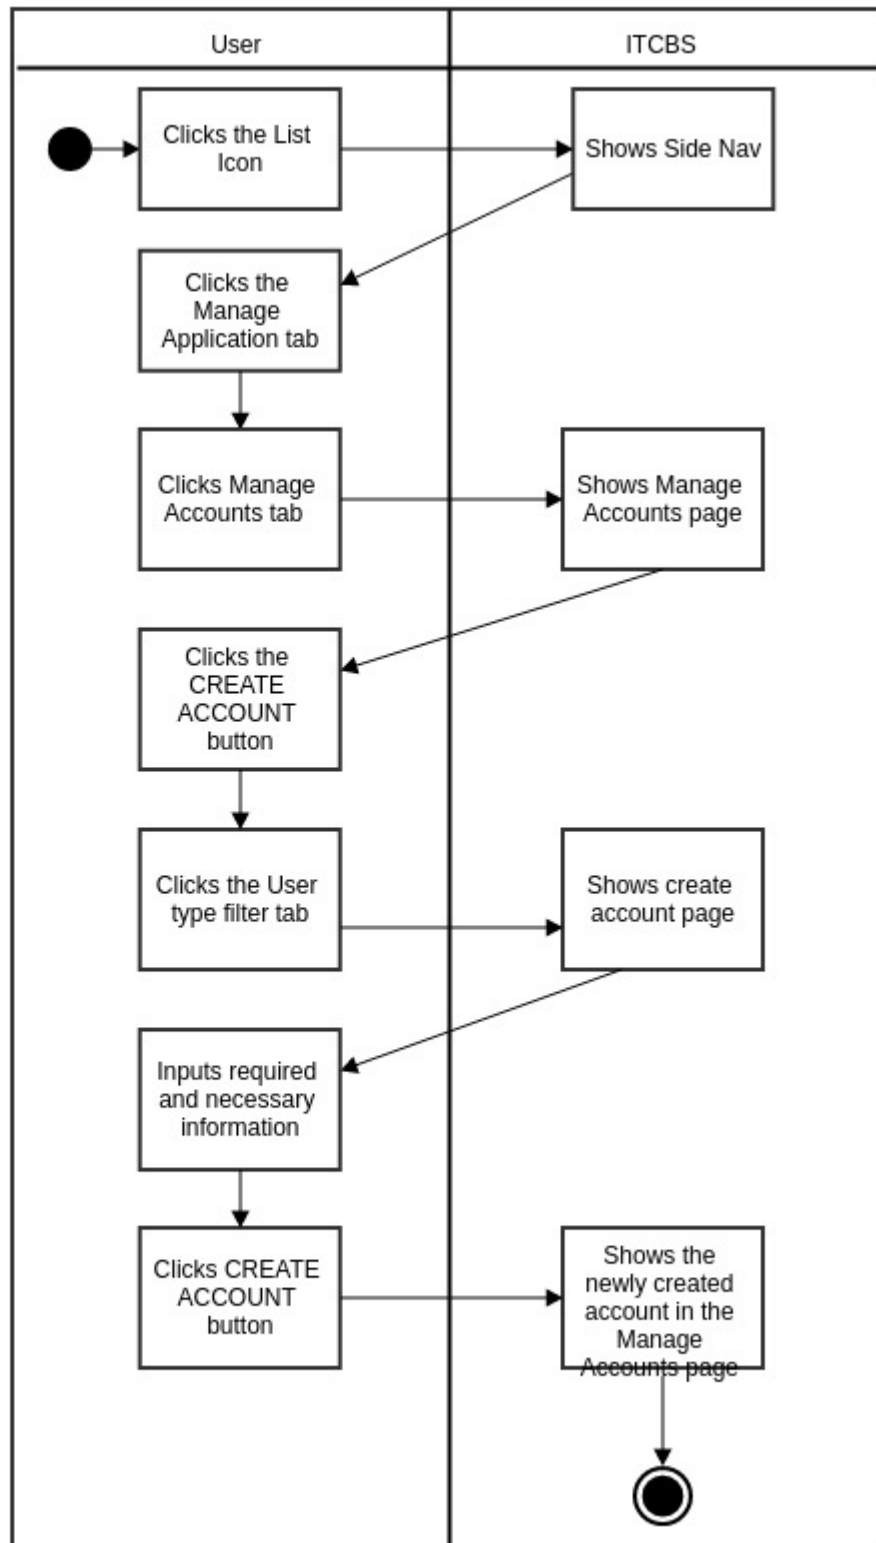 User
ITCBS
Clicks the List
Icon
Shows Side Nav
Clicks the
Manage
Application tab
Clicks Manage
Accounts tab
Shows Manage
Accounts page
Clicks the
CREATE
ACCOUNT
button
Clicks the User
type filter tab
Shows create
account page
Inputs required
and necessary
information
Clicks CREATE
ACCOUNT
button
Shows the
newly created
account in the
Manage
Accounts page